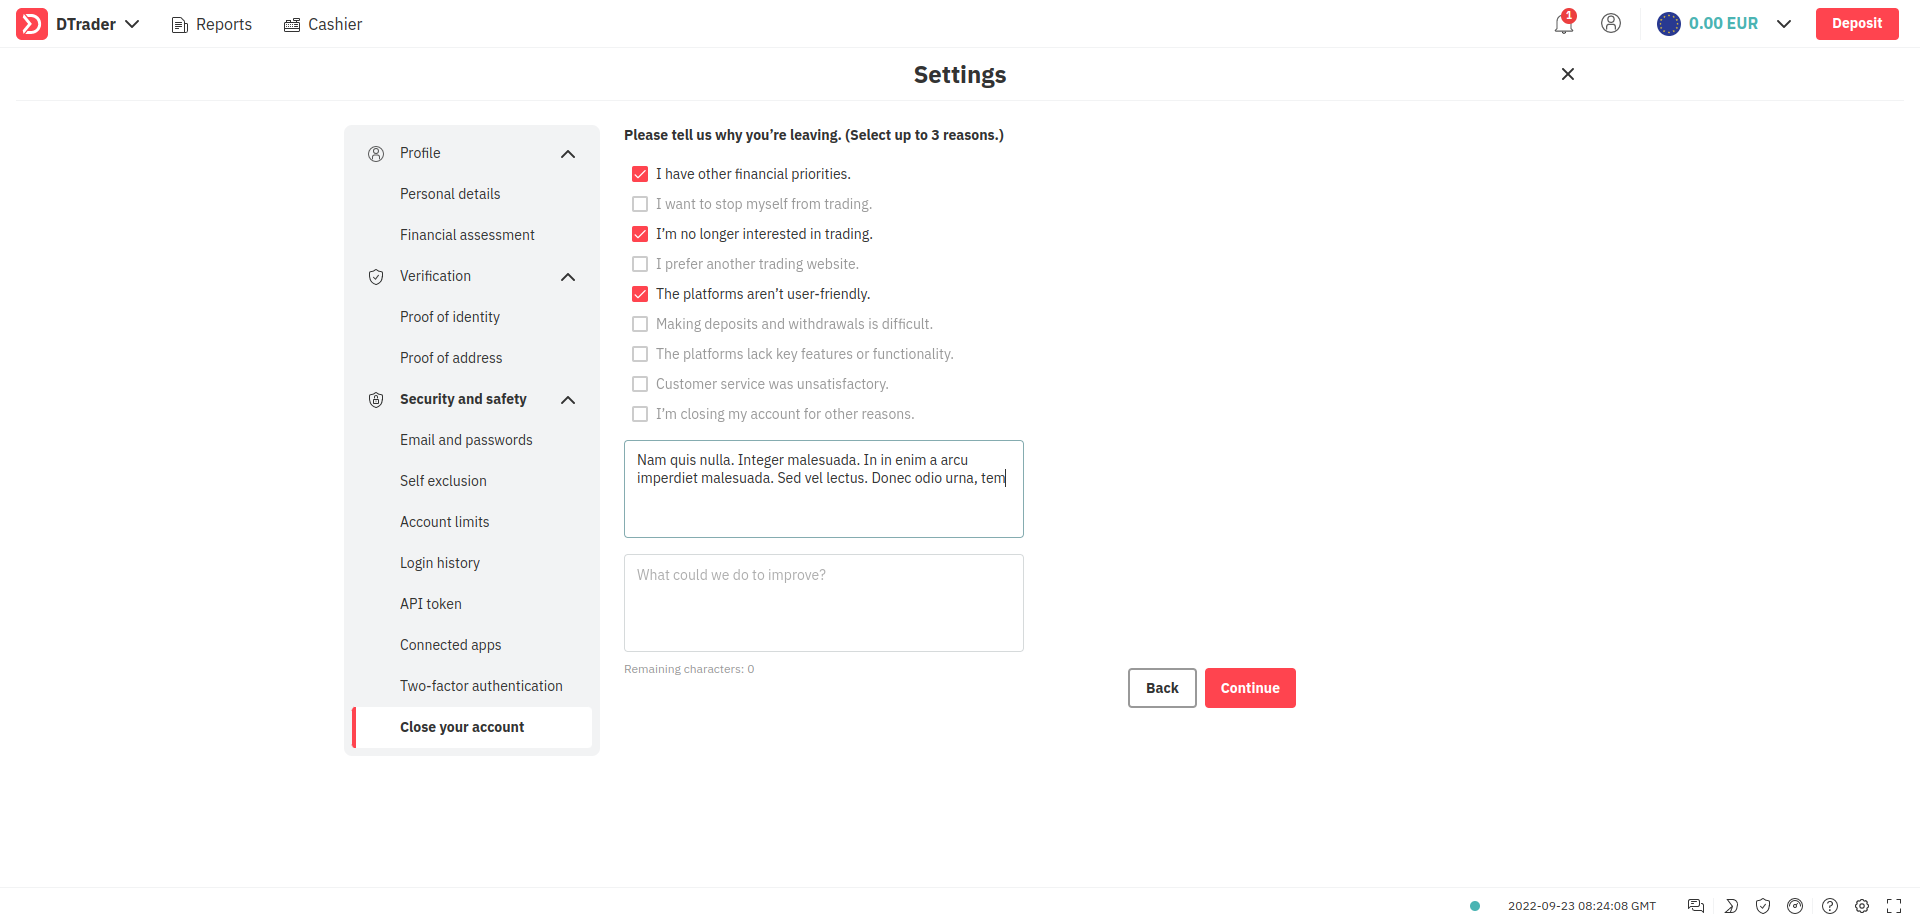 DTrader
Reports
Cashier
1
0.00 EUR
Deposit
Settings
Profile
Personal details
Financial assessment
Verification
Proof of identity
Proof of address
Security and safety
Email and passwords
Self exclusion
Account limits
Login history
API token
Connected apps
Two-factor authentication
Close your account
Please tell us why you’re leaving. (Select up to 3 reasons.)
I have other financial priorities.
I want to stop myself from trading.
I’m no longer interested in trading.
I prefer another trading website.
The platforms aren’t user-friendly.
Making deposits and withdrawals is difficult.
The platforms lack key features or functionality.
Customer service was unsatisfactory.
I’m closing my account for other reasons.
Nam quis nulla. Integer malesuada. In in enim a arcu
imperdiet malesuada. Sed vel lectus. Donec odio urna, tem
What could we do to improve?
Remaining characters: 0
Back
Continue
2022-09-23 08:24:08 GMT